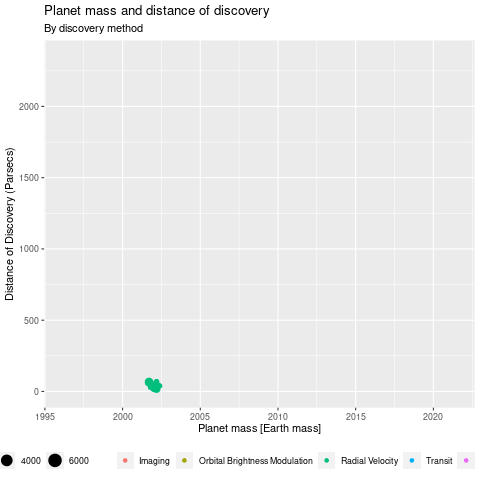 Planet mass and distance of discovery
By discovery method
Distance of Discovery (Parsecs)
2000
1500
1000
500
0
1995 2000 2005 2010 2015 2020
Planet mass [Earth mass]
4000 6000 Imaging Orbital Brightness Modulation Radial Velocity Transit